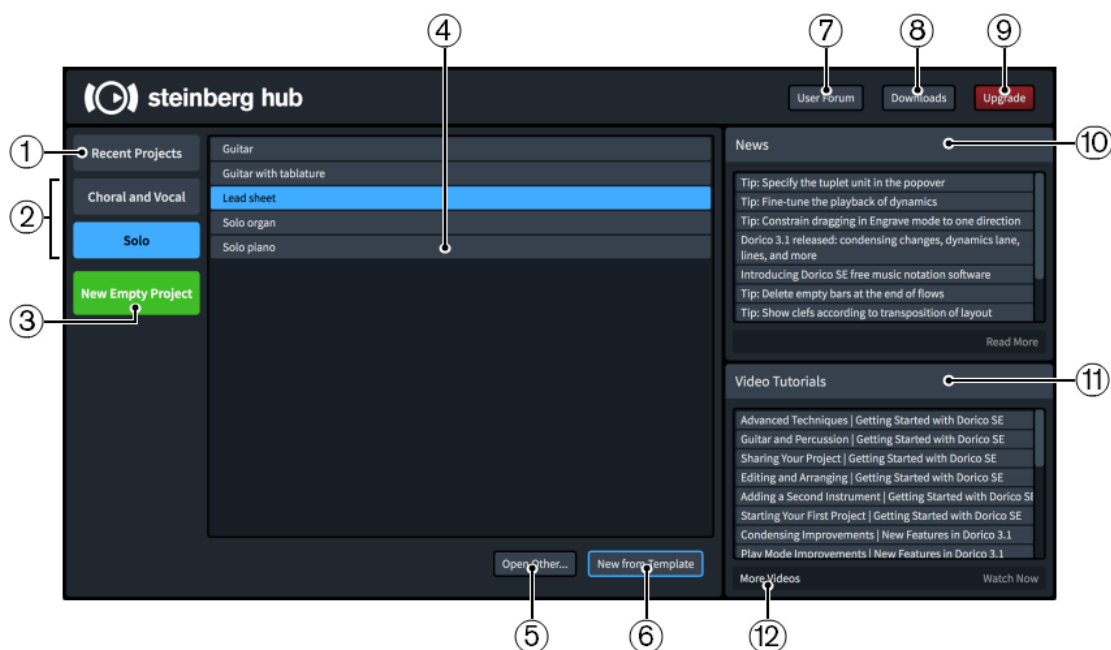 ④ ⑦ ⑧ ⑨
steinberg hub
User Forum Downloads Upgrade
① Recent Projects
② Choral and Vocal
Solo
New Empty Project
③
Guitar
Guitar with tablature
Lead sheet
Solo organ
Solo piano
Open Other...
New from Template
⑤ ⑥
News ⑩
Tip: Specify the tuplet unit in the popover
Tip: Fine-tune the playback of dynamics
Tip: Constrain dragging in Engrave mode to one direction
Dorico 3.1 released: condensing changes, dynamics lane,
lines, and more
Introducing Dorico SE free music notation software
Tip: Delete empty bars at the end of flows
Tip: Show clefs according to transposition of layout
Read More
Video Tutorials ⑪
Advanced Techniques | Getting Started with Dorico SE
Guitar and Percussion | Getting Started with Dorico SE
Sharing Your Project | Getting Started with Dorico SE
Editing and Arranging | Getting Started with Dorico SE
Adding a Second Instrument | Getting Started with Dorico SE
Starting Your First Project | Getting Started with Dorico SE
Condensing Improvements | New Features in Dorico 3.1
Play Mode Improvements | New Features in Dorico 3.1
More Videos Watch Now
⑫